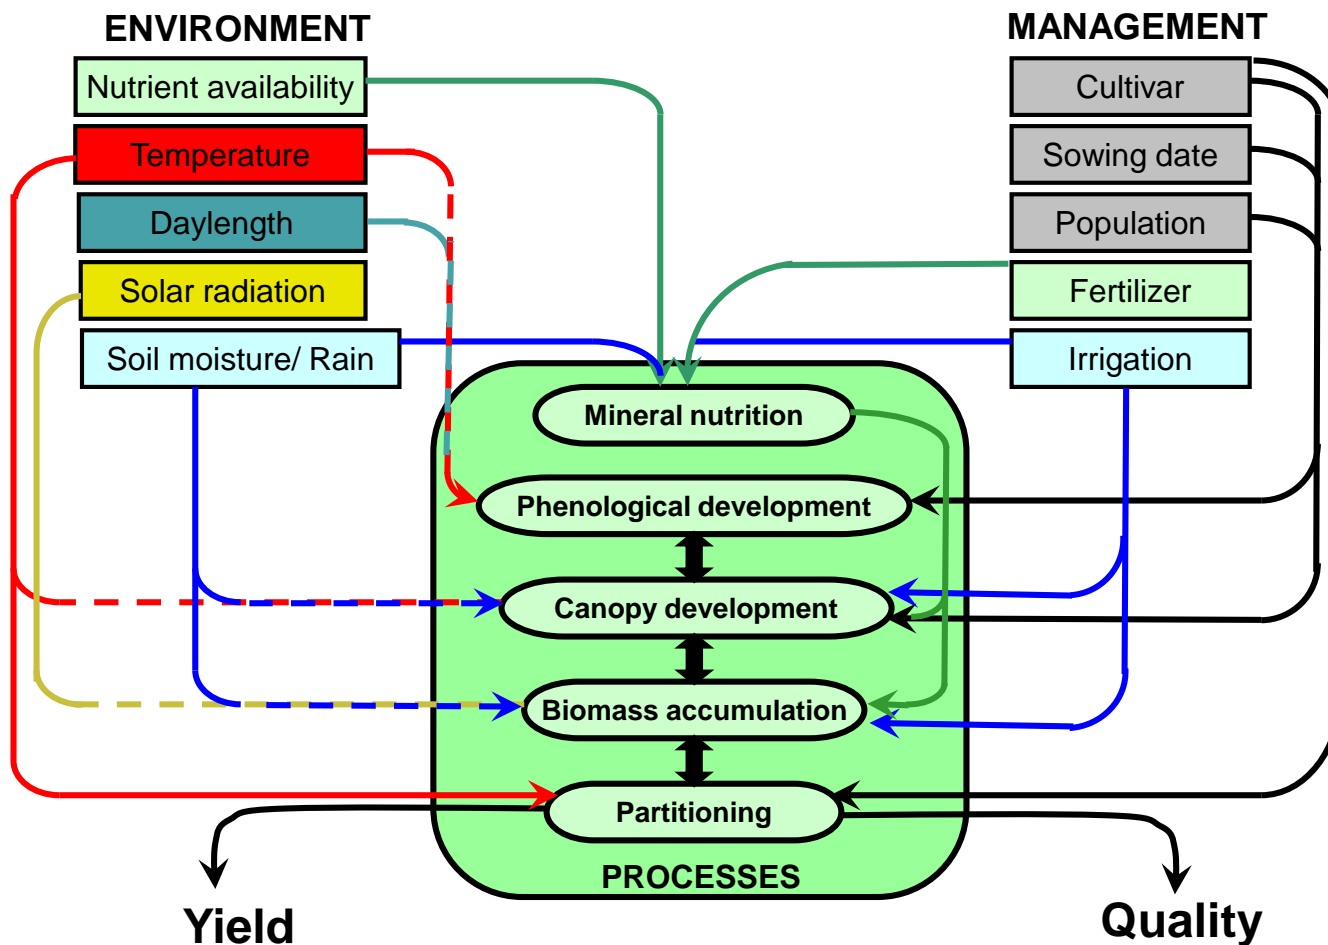 ENVIRONMENT
Nutrient availability
Temperature
Daylength
Solar radiation
Soil moisture/ Rain
MANAGEMENT
Cultivar
Sowing date
Population
Fertilizer
Irrigation
Mineral nutrition
Phenological development
Canopy development
Biomass accumulation
Partitioning
PROCESSES
Yield
Quality